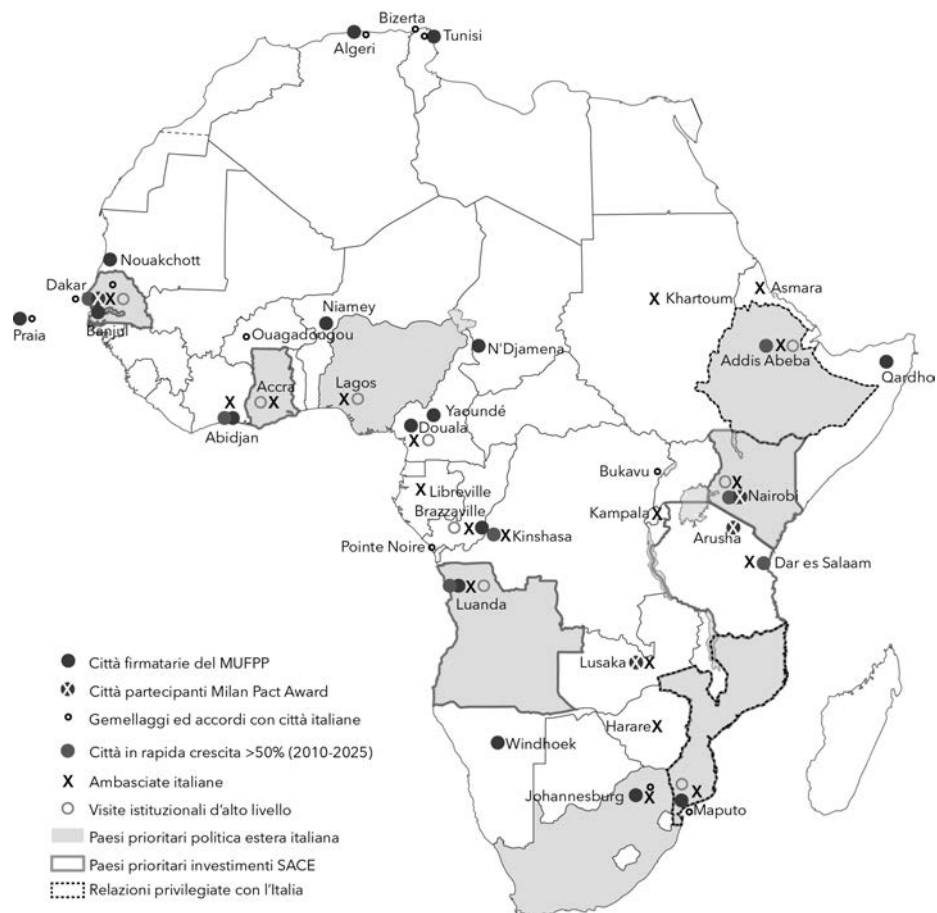 Bizerta
Algeri
Tunisi
Nouakchott
Dakar
Banjul
Praia
Niamey
Ouagadougou
N'Djamena
Khartoum
Asmara
Addis Abeba
Qardho
Accra
Lagos
Abidjan
Yaoundé
Douala
Libreville
Brazzaville
Kinshasa
Pointe Noire
Bukavu
Kampala
Nairobi
Arusha
Dar es Salaam
Luanda
Lusaka
Harare
Windhoek
Johannesburg
Maputo
Città firmatarie del MUFPP
Città partecipanti Milan Pact Award
Gemellaggi ed accordi con città italiane
Città in rapida crescita >50% (2010-2025)
X Ambasciate italiane
Visite istituzionali d'alto livello
Paesi prioritari politica estera italiana
Paesi prioritari investimenti SACE
Relazioni privilegiate con l'Italia